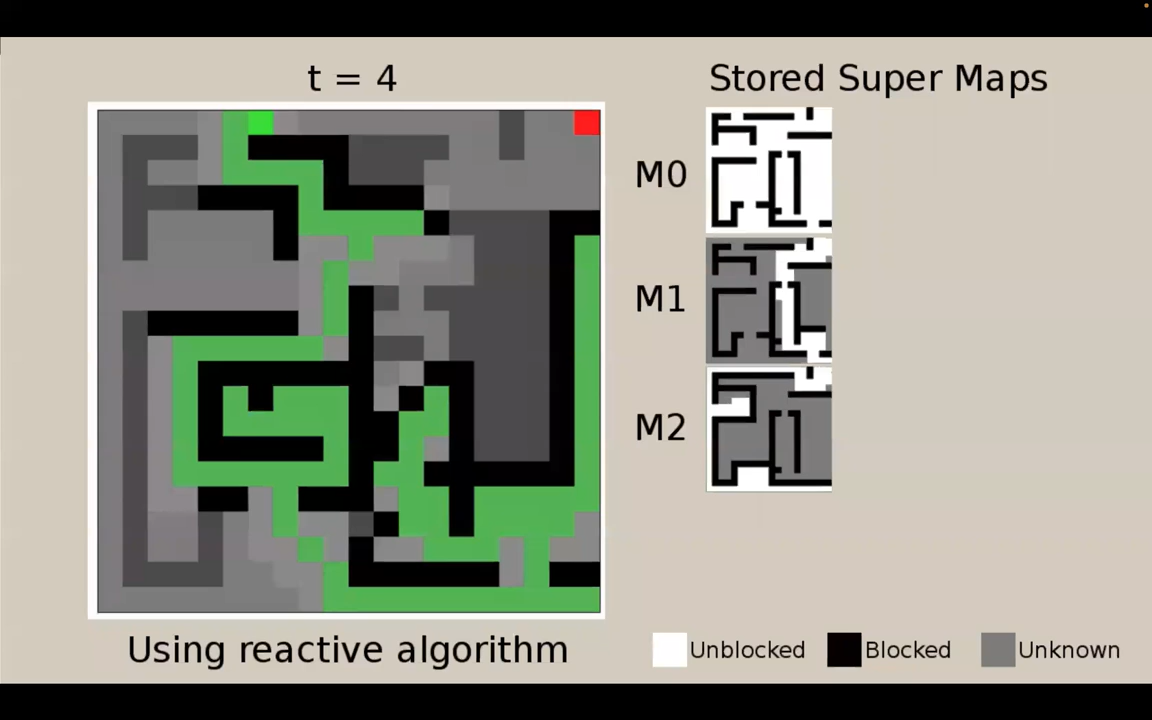 t = 4
Stored Super Maps
M0
M1
M2
Using reactive algorithm
Unblocked
Blocked
Unknown